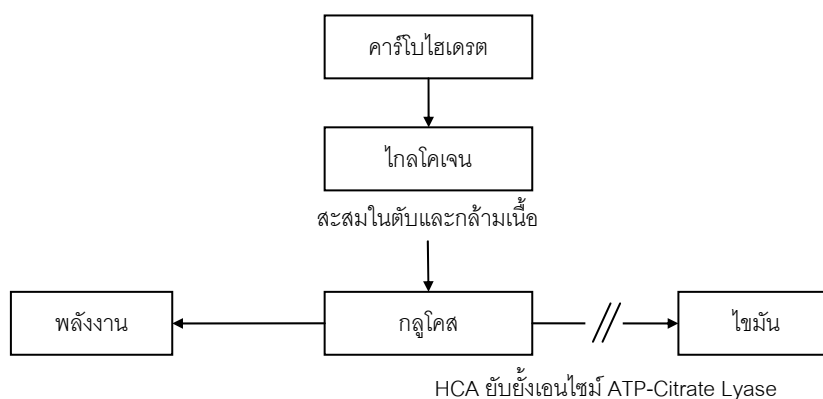 คาร์โบไฮเดรต
ไกลโคเจน
สะสมในตับและกล้ามเนื้อ
พลังงาน
กลูโคส
ไขมัน
HCA ยับยั้งเอนไซม์ ATP-Citrate Lyase